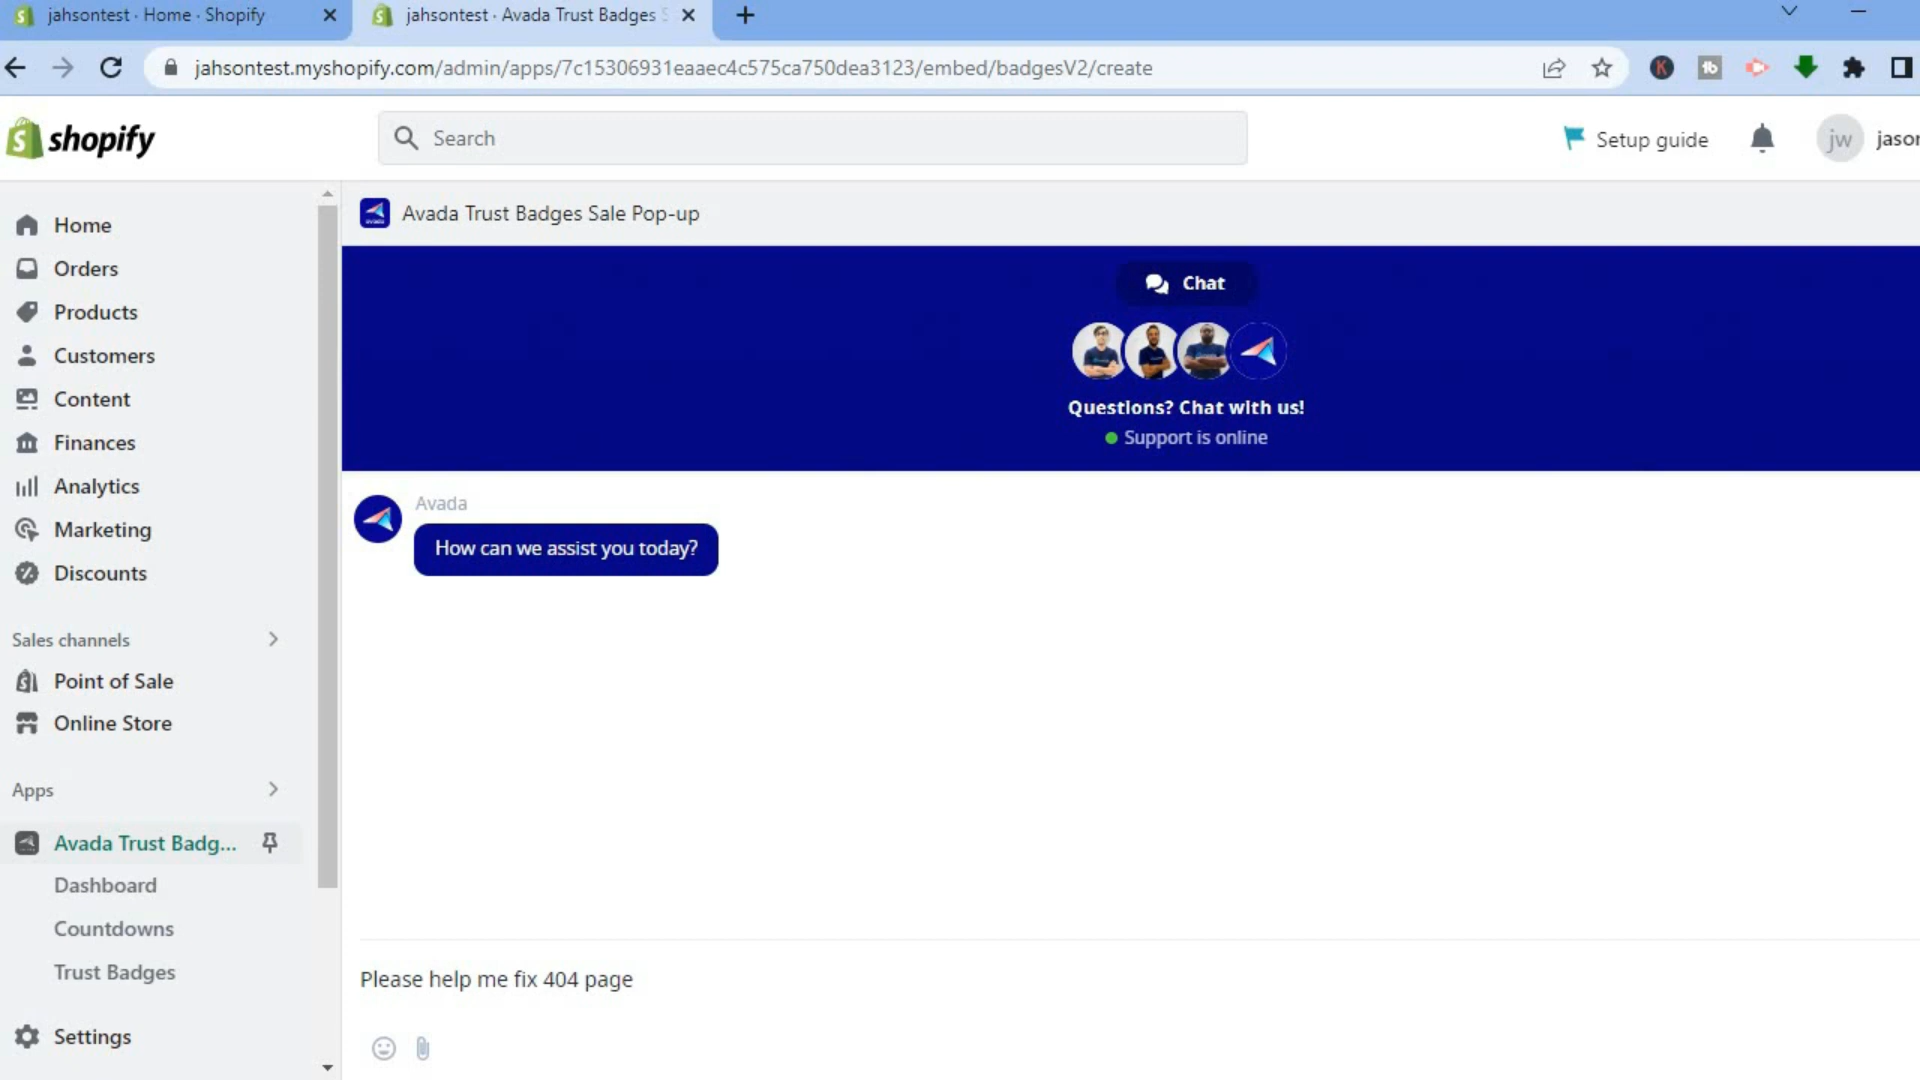 jahsontest · Home · Shopify
jahsontest · Avada Trust Badges S
jahsontest.myshopify.com/admin/apps/7c15306931eaaec4c575ca750dea3123/embed/badgesV2/create
shopify
Search
Setup guide
jw
jason
Avada Trust Badges Sale Pop-up
Home
Orders
Products
Customers
Content
Finances
Analytics
Marketing
Discounts
Sales channels
Point of Sale
Online Store
Apps
Avada Trust Badg...
Dashboard
Countdowns
Trust Badges
Settings
Chat
Questions? Chat with us!
Support is online
Avada
How can we assist you today?
Please help me fix 404 page